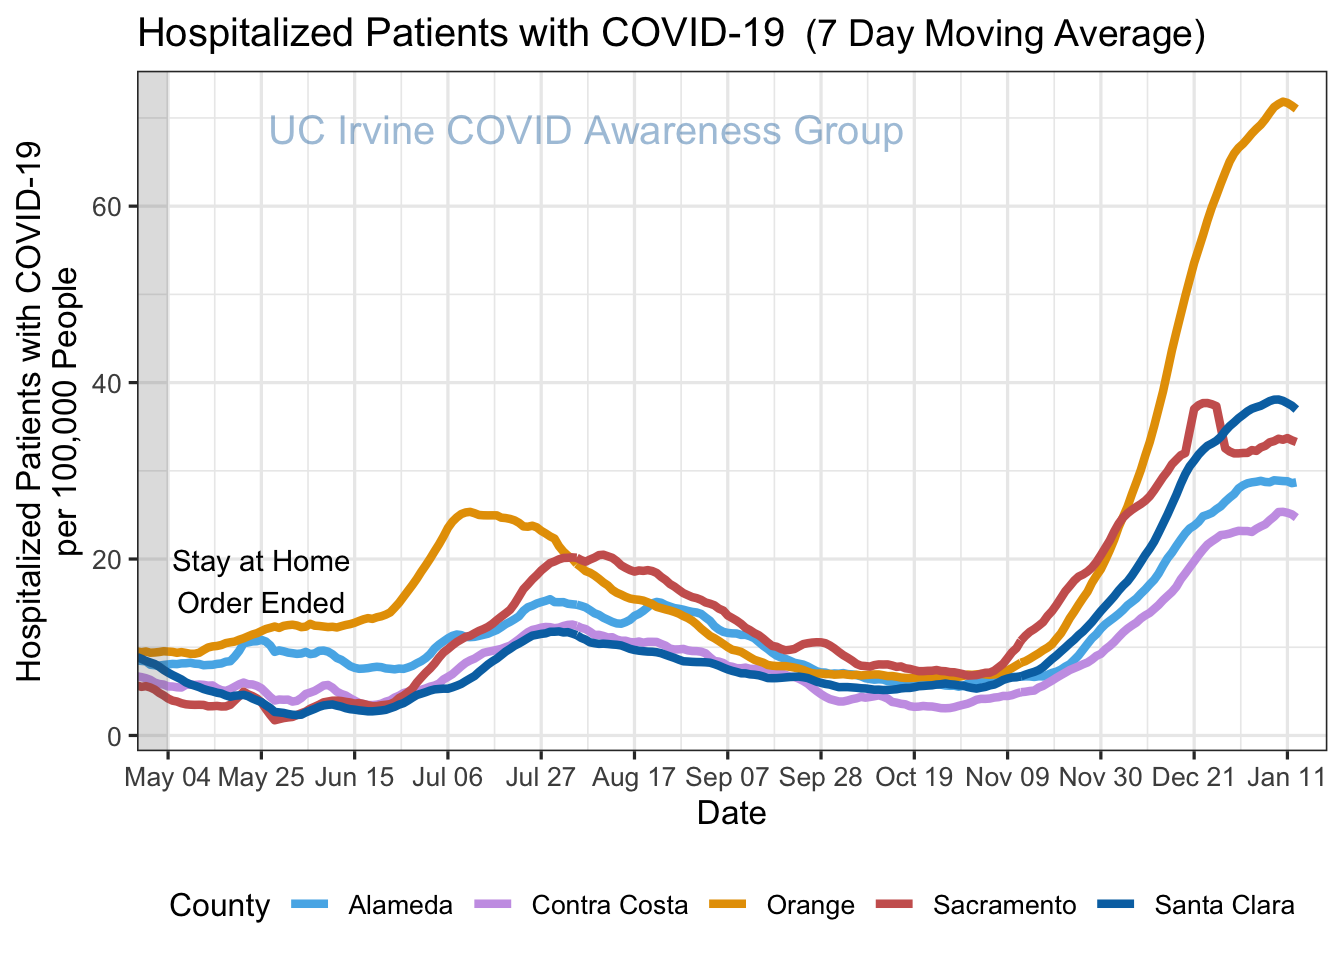 Hospitalized Patients with COVID-19 (7 Day Moving Average)
UC Irvine COVID Awareness Group
Hospitalized Patients with COVID-19
per 100,000 People
60
40
20
0
Stay at Home
Order Ended
May 04 May 25 Jun 15 Jul 06 Jul 27 Aug 17 Sep 07 Sep 28 Oct 19 Nov 09 Nov 30 Dec 21 Jan 11
Date
County Alameda Contra Costa Orange Sacramento Santa Clara